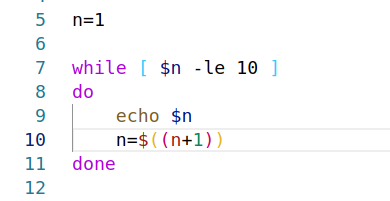 5 n=1
6
7 while [ $n -le 10 ]
8 do
9 echo $n
10 n=$((n+1))
11 done
12